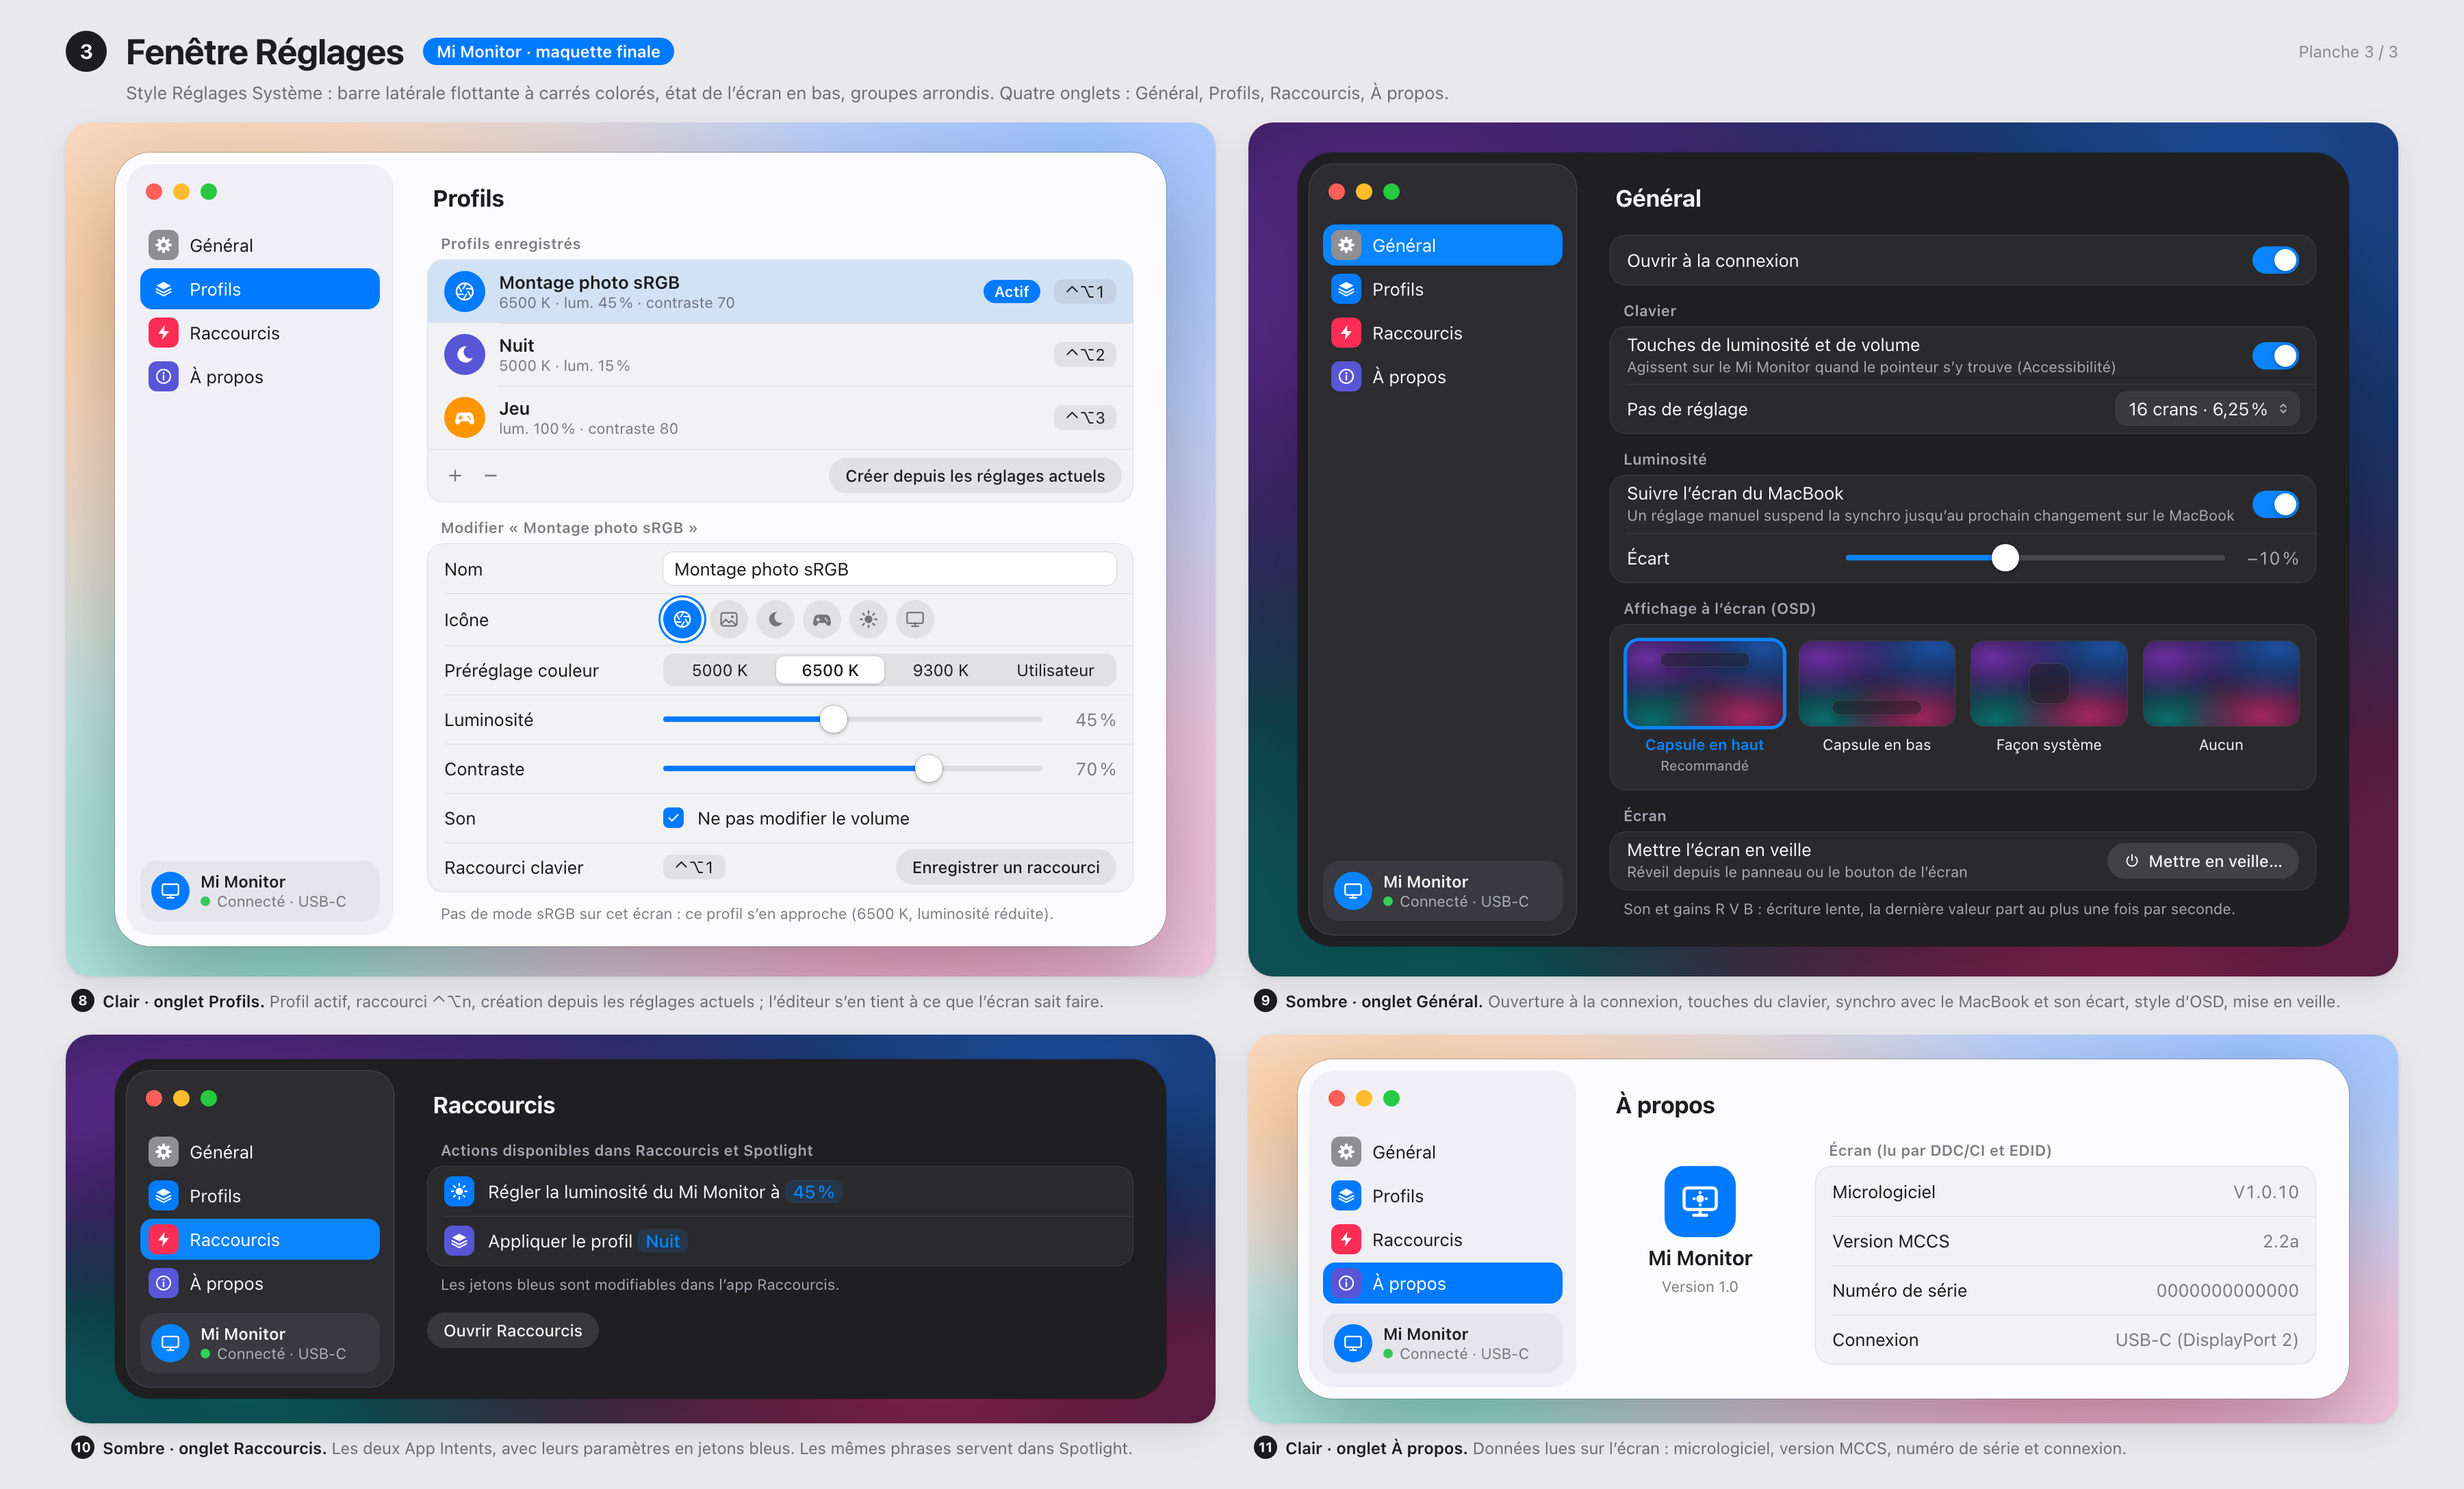 3 Fenêtre Réglages Mi Monitor · maquette finale Planche 3 / 3
Style Réglages Système : barre latérale flottante à carrés colorés, état de l’écran en bas, groupes arrondis. Quatre onglets : Général, Profils, Raccourcis, À propos.
Général
Profils
Raccourcis
À propos
Mi Monitor
Connecté · USB-C
Profils
Profils enregistrés
Montage photo sRGB
6500 K · lum. 45 % · contraste 70
Actif ⌃⌥1
Nuit
5000 K · lum. 15 %
⌃⌥2
Jeu
lum. 100 % · contraste 80
⌃⌥3
+ − Créer depuis les réglages actuels
Modifier « Montage photo sRGB »
Nom Montage photo sRGB
Icône
Préréglage couleur 5000 K 6500 K 9300 K Utilisateur
Luminosité 45 %
Contraste 70 %
Son Ne pas modifier le volume
Raccourci clavier ⌃⌥1 Enregistrer un raccourci
Pas de mode sRGB sur cet écran : ce profil s’en approche (6500 K, luminosité réduite).
8 Clair · onglet Profils. Profil actif, raccourci ⌃⌥n, création depuis les réglages actuels ; l’éditeur s’en tient à ce que l’écran sait faire.
Général
Profils
Raccourcis
À propos
Mi Monitor
Connecté · USB-C
Général
Ouvrir à la connexion
Clavier
Touches de luminosité et de volume
Agissent sur le Mi Monitor quand le pointeur s’y trouve (Accessibilité)
Pas de réglage 16 crans · 6,25 %
Luminosité
Suivre l’écran du MacBook
Un réglage manuel suspend la synchro jusqu’au prochain changement sur le MacBook
Écart −10 %
Affichage à l’écran (OSD)
Capsule en haut Capsule en bas Façon système Aucun
Recommandé
Écran
Mettre l’écran en veille
Réveil depuis le panneau ou le bouton de l’écran
Mettre en veille…
Son et gains R V B : écriture lente, la dernière valeur part au plus une fois par seconde.
9 Sombre · onglet Général. Ouverture à la connexion, touches du clavier, synchro avec le MacBook et son écart, style d’OSD, mise en veille.
Général
Profils
Raccourcis
À propos
Mi Monitor
Connecté · USB-C
Raccourcis
Actions disponibles dans Raccourcis et Spotlight
Régler la luminosité du Mi Monitor à 45 %
Appliquer le profil Nuit
Les jetons bleus sont modifiables dans l’app Raccourcis.
Ouvrir Raccourcis
10 Sombre · onglet Raccourcis. Les deux App Intents, avec leurs paramètres en jetons bleus. Les mêmes phrases servent dans Spotlight.
Général
Profils
Raccourcis
À propos
Mi Monitor
Connecté · USB-C
À propos
Mi Monitor
Version 1.0
Écran (lu par DDC/CI et EDID)
Micrologiciel V1.0.10
Version MCCS 2.2a
Numéro de série 0000000000000
Connexion USB-C (DisplayPort 2)
11 Clair · onglet À propos. Données lues sur l’écran : micrologiciel, version MCCS, numéro de série et connexion.